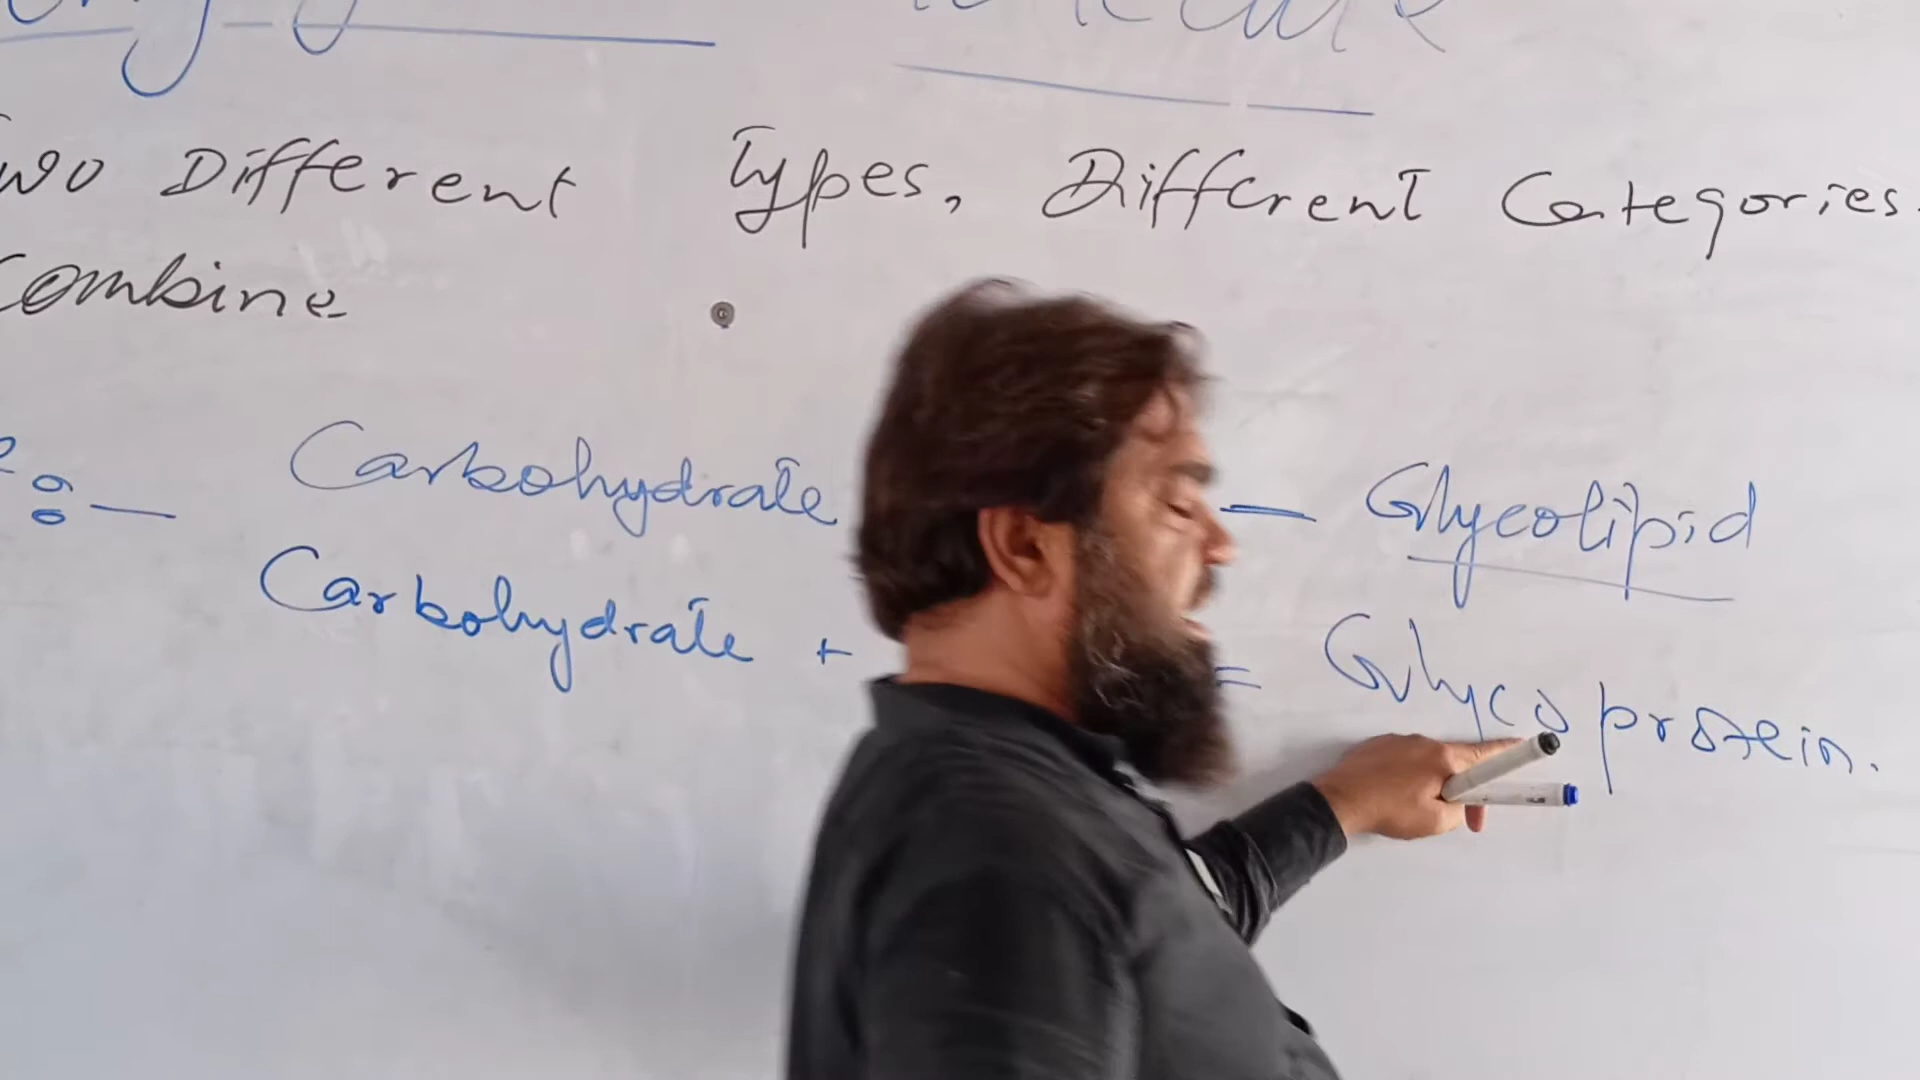 Two Different Types, Different Categories.
Combine
Carbohydrate — Glycolipid
Carbohydrate + = Glycoprotein.